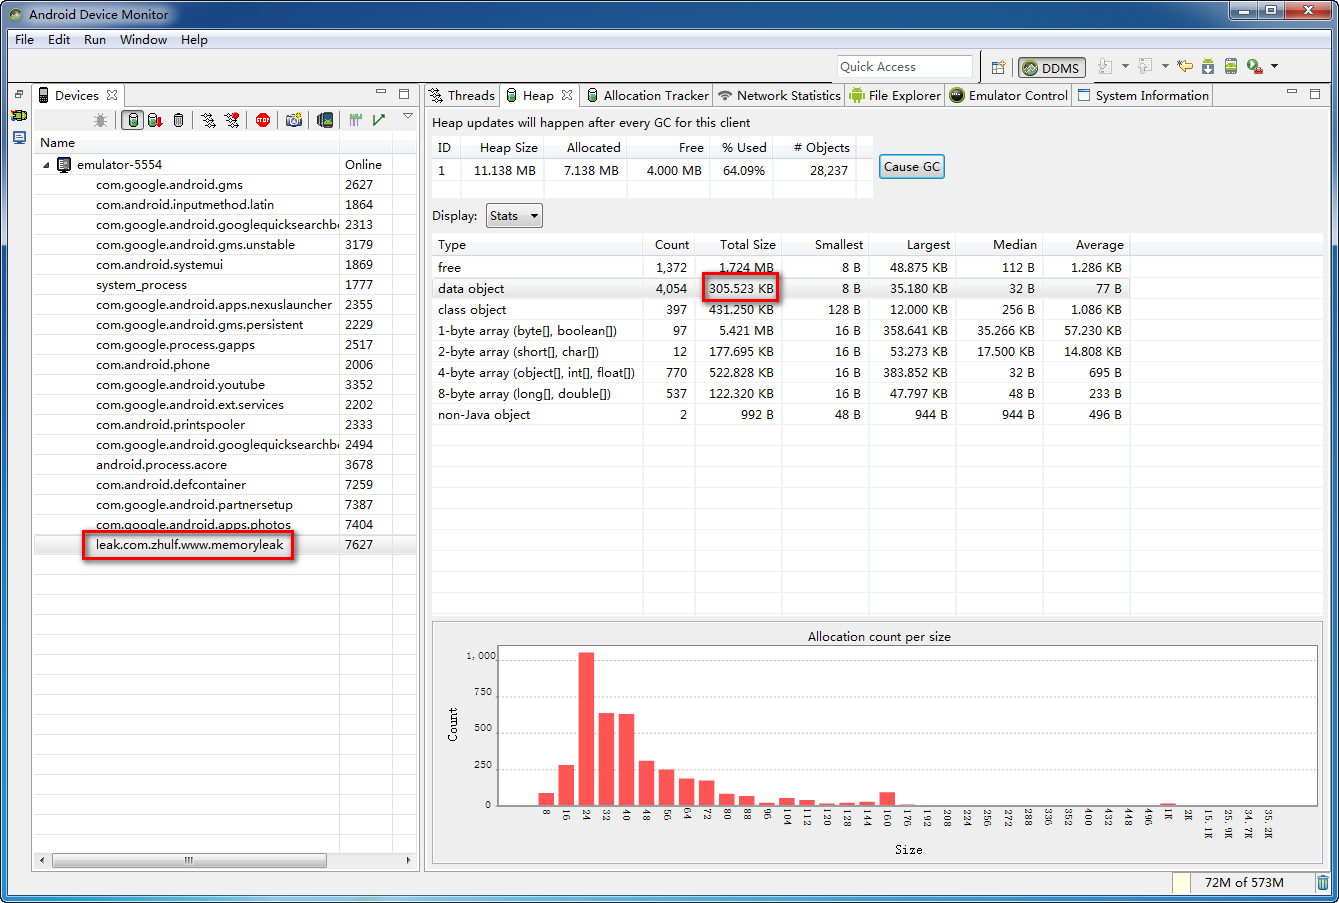 Android Device Monitor
File Edit Run Window Help
Quick Access DDMS
Devices
Name
emulator-5554 Online
com.google.android.gms 2627
com.android.inputmethod.latin 1864
com.google.android.googlequicksearchbo 2313
com.google.android.gms.unstable 3179
com.android.systemui 1869
system_process 1777
com.google.android.apps.nexuslauncher 2355
com.google.android.gms.persistent 2229
com.google.process.gapps 2517
com.android.phone 2006
com.google.android.youtube 3352
com.google.android.ext.services 2202
com.android.printspooler 2333
com.google.android.googlequicksearchbo 2494
android.process.acore 3678
com.android.defcontainer 7259
com.google.android.partnersetup 7387
com.google.android.apps.photos 7404
leak.com.zhulf.www.memoryleak 7627
Threads Heap Allocation Tracker Network Statistics File Explorer Emulator Control System Information
Heap updates will happen after every GC for this client
ID Heap Size Allocated Free % Used # Objects
1 11.138 MB 7.138 MB 4.000 MB 64.09% 28,237
Cause GC
Display: Stats
Type Count Total Size Smallest Largest Median Average
free 1,372 1.724 MB 8 B 48.875 KB 112 B 1.286 KB
data object 4,054 305.523 KB 8 B 35.180 KB 32 B 77 B
class object 397 431.250 KB 128 B 12.000 KB 256 B 1.086 KB
1-byte array (byte[], boolean[]) 97 5.421 MB 16 B 358.641 KB 35.266 KB 57.230 KB
2-byte array (short[], char[]) 12 177.695 KB 16 B 53.273 KB 17.500 KB 14.808 KB
4-byte array (object[], int[], float[]) 770 522.828 KB 16 B 383.852 KB 32 B 695 B
8-byte array (long[], double[]) 537 122.320 KB 16 B 47.797 KB 48 B 233 B
non-Java object 2 992 B 48 B 944 B 944 B 496 B
Allocation count per size
1,000
750
500
250
0
Count
8 16 24 32 40 48 56 64 72 80 88 96 104 112 120 128 144 160 176 192 208 224 256 272 288 336 352 400 432 448 496 1K 2K 15.1K 25.9K 34.7K 35.2K
Size
72M of 573M